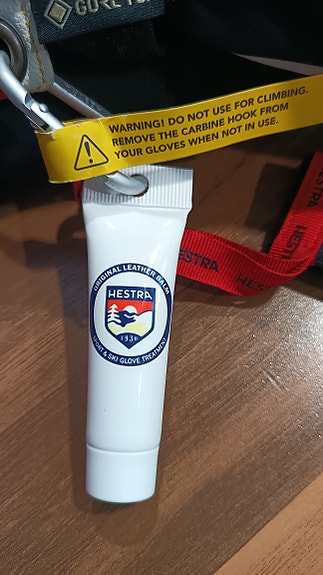 GORE-TEX
WARNING! DO NOT USE FOR CLIMBING.
REMOVE THE CARBINE HOOK FROM
YOUR GLOVES WHEN NOT IN USE.
HESTRA
HESTRA
ORIGINAL LEATHER BALM
HESTRA
1936
SPORT & SKI GLOVE TREATMENT